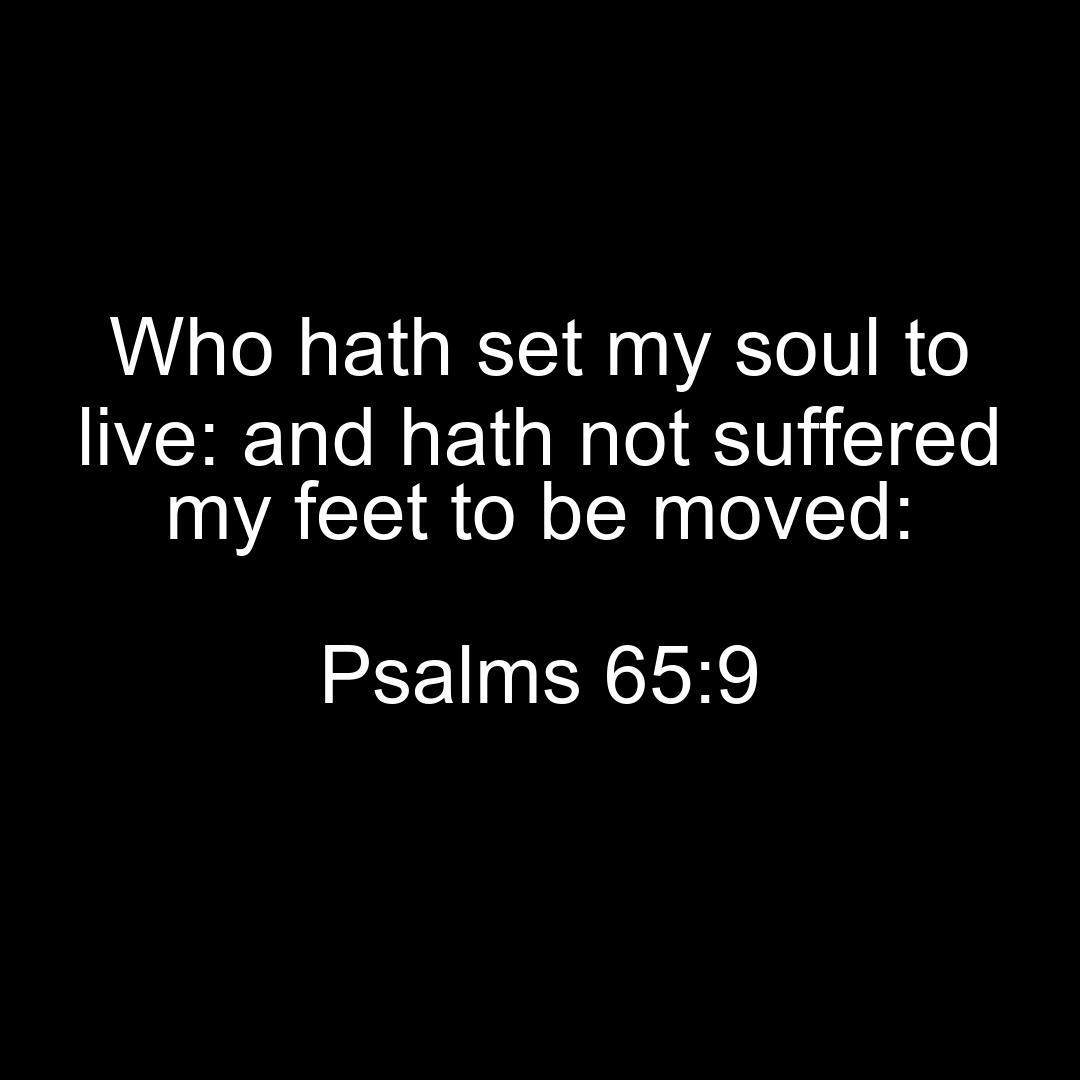 Who hath set my soul to
live: and hath not suffered
my feet to be moved:
Psalms 65:9